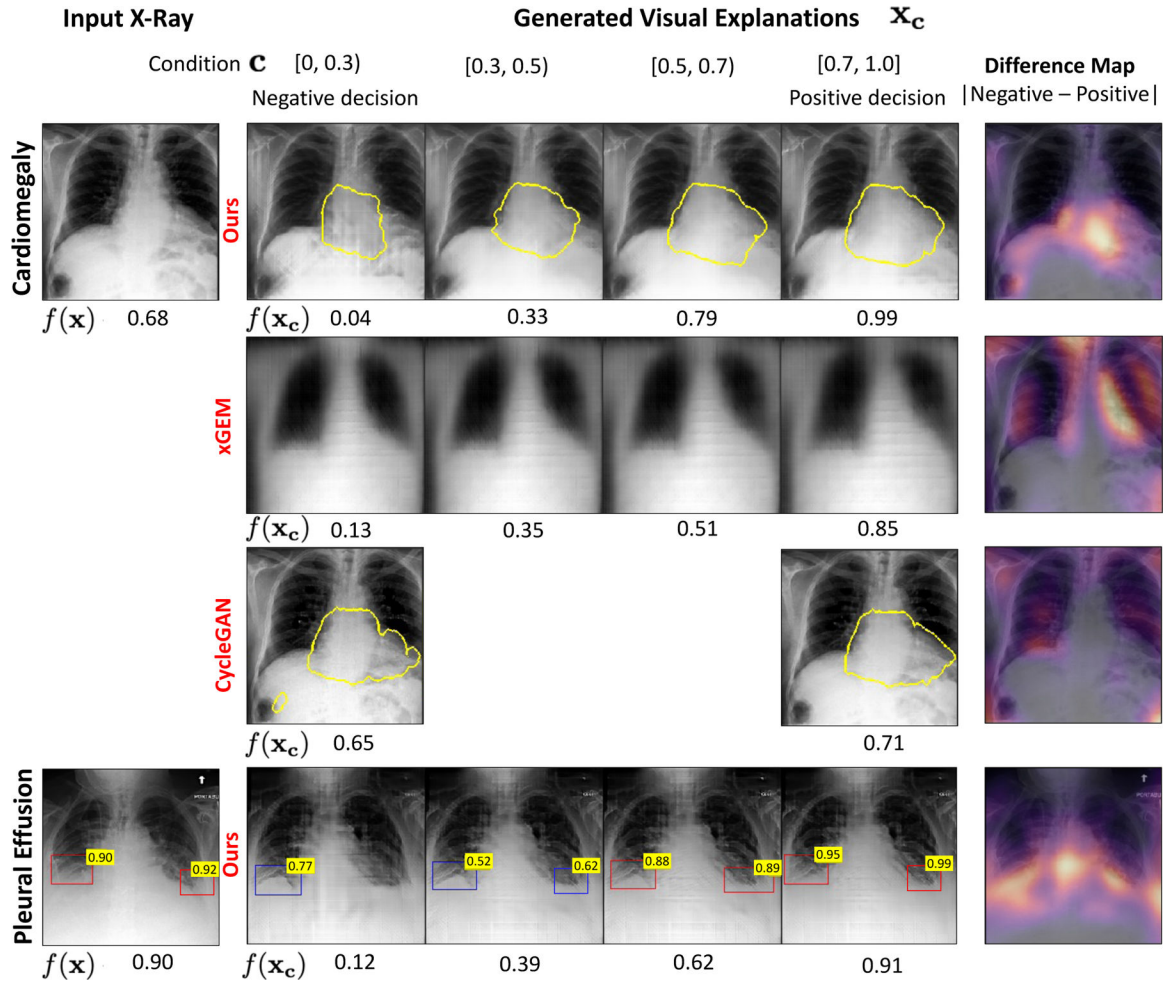 Input X-Ray
Generated Visual Explanations x_c
Condition c [0, 0.3) [0.3, 0.5) [0.5, 0.7) [0.7, 1.0] Difference Map
Negative decision Positive decision |Negative – Positive|
Cardiomegaly
Ours
f(x) 0.68 f(x_c) 0.04 0.33 0.79 0.99
xGEM
f(x_c) 0.13 0.35 0.51 0.85
CycleGAN
f(x_c) 0.65 0.71
Pleural Effusion
Ours
0.90 0.92 0.77 0.52 0.62 0.88 0.89 0.95 0.99
f(x) 0.90 f(x_c) 0.12 0.39 0.62 0.91